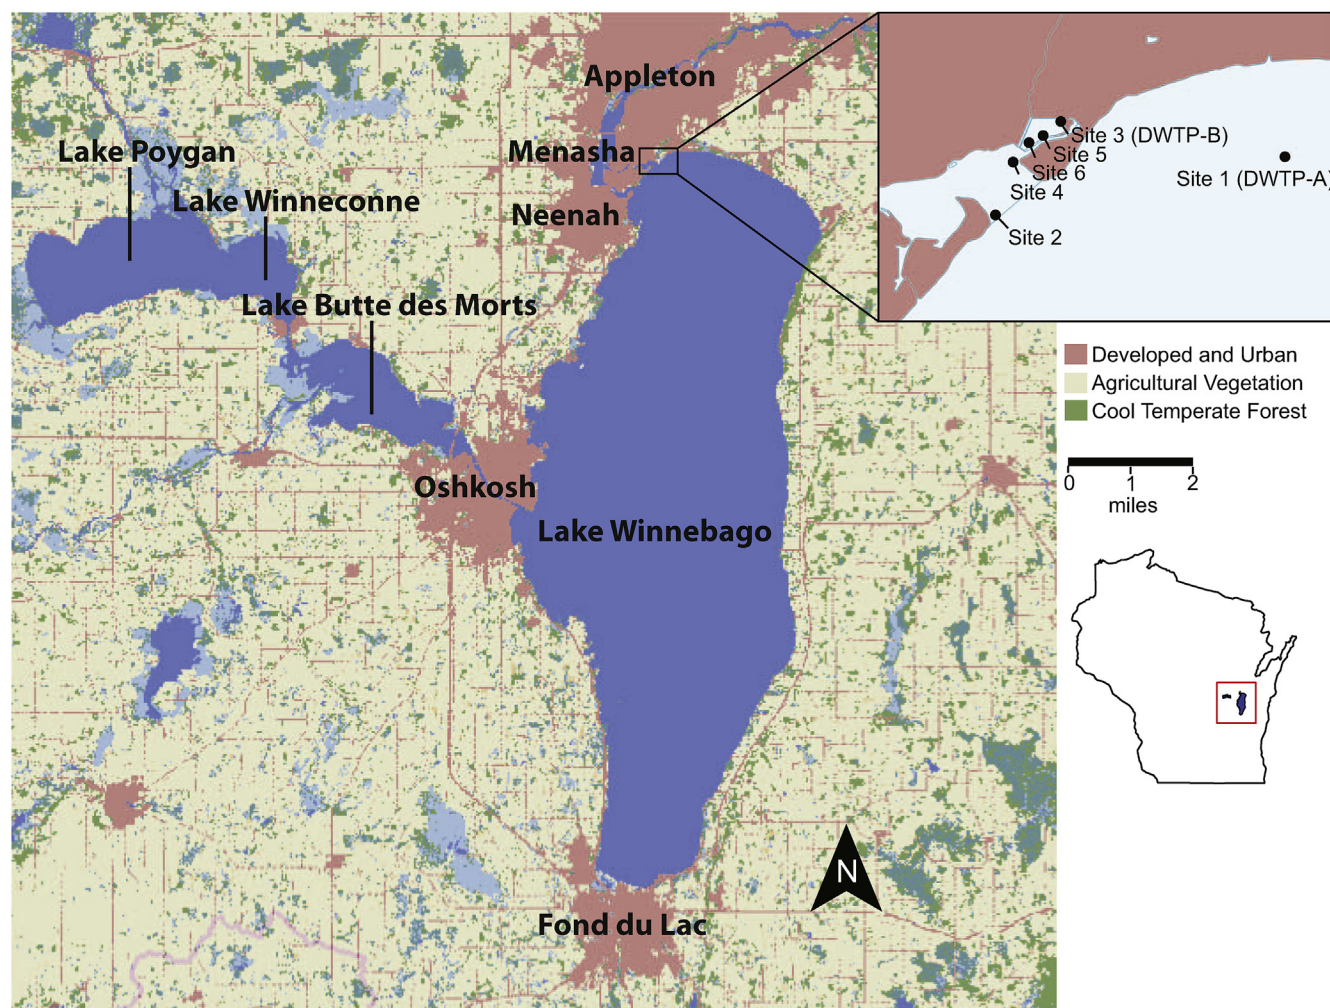 Appleton
Lake Poygan
Menasha
Lake Winneconne
Neenah
Lake Butte des Morts
Oshkosh
Lake Winnebago
Fond du Lac
N
Site 3 (DWTP-B)
Site 5
Site 6
Site 1 (DWTP-A)
Site 4
Site 2
Developed and Urban
Agricultural Vegetation
Cool Temperate Forest
0 1 2
miles